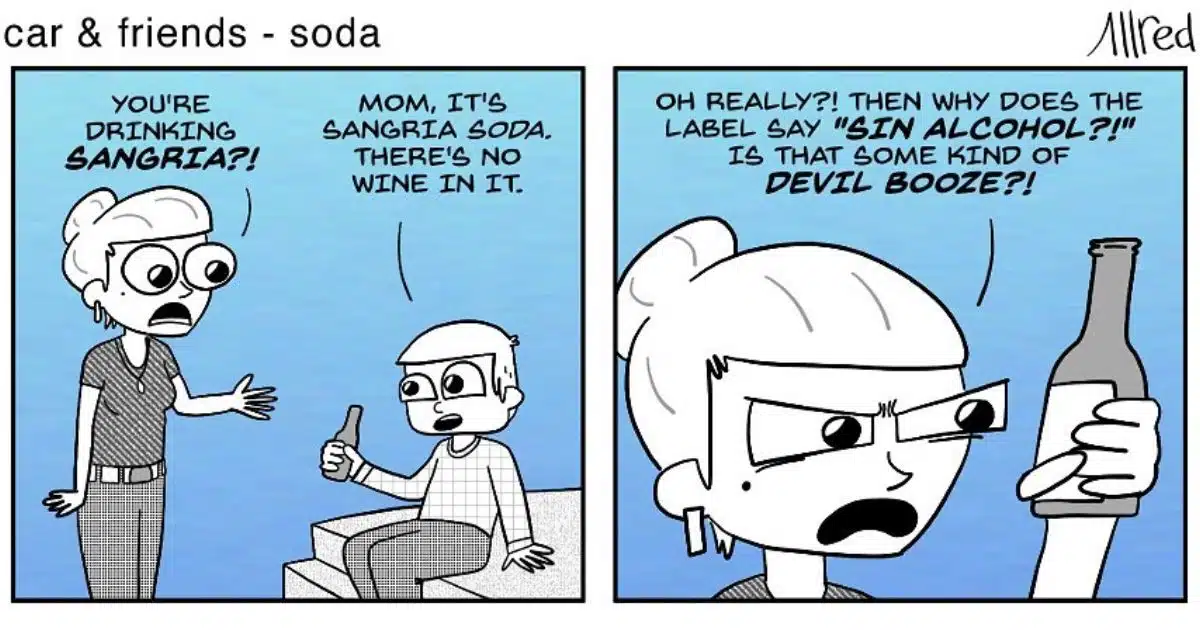 car & friends - soda
Allred
YOU'RE
DRINKING
SANGRIA?!
MOM, IT'S
SANGRIA SODA.
THERE'S NO
WINE IN IT.
OH REALLY?! THEN WHY DOES THE
LABEL SAY "SIN ALCOHOL?!"
IS THAT SOME KIND OF
DEVIL BOOZE?!